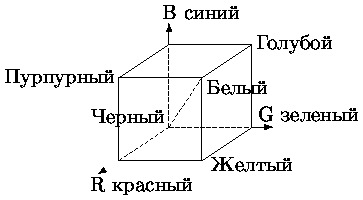 B синий
Голубой
Пурпурный
Белый
Черный
G зеленый
Желтый
R красный